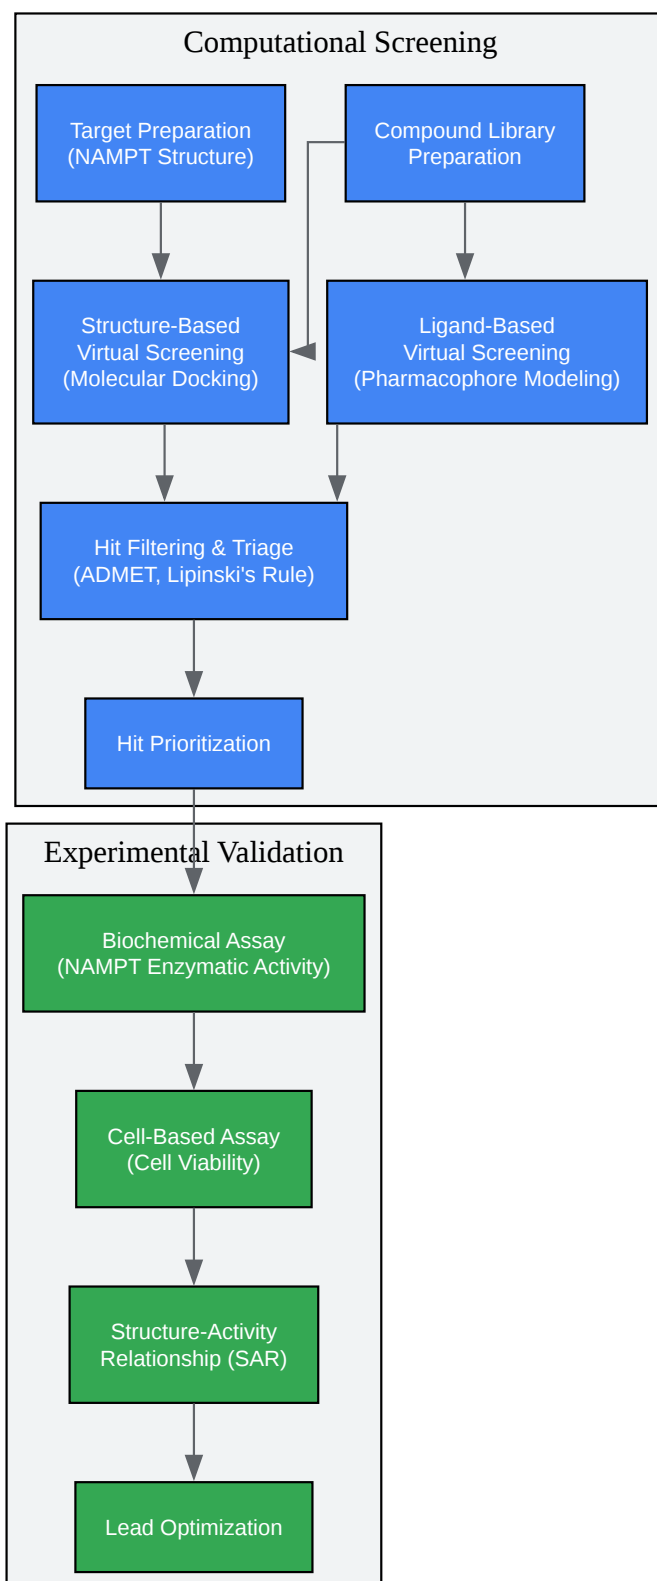 Computational Screening
Target Preparation
(NAMPT Structure)
Compound Library
Preparation
Structure-Based
Virtual Screening
(Molecular Docking)
Ligand-Based
Virtual Screening
(Pharmacophore Modeling)
Hit Filtering & Triage
(ADMET, Lipinski's Rule)
Hit Prioritization
Experimental Validation
Biochemical Assay
(NAMPT Enzymatic Activity)
Cell-Based Assay
(Cell Viability)
Structure-Activity
Relationship (SAR)
Lead Optimization